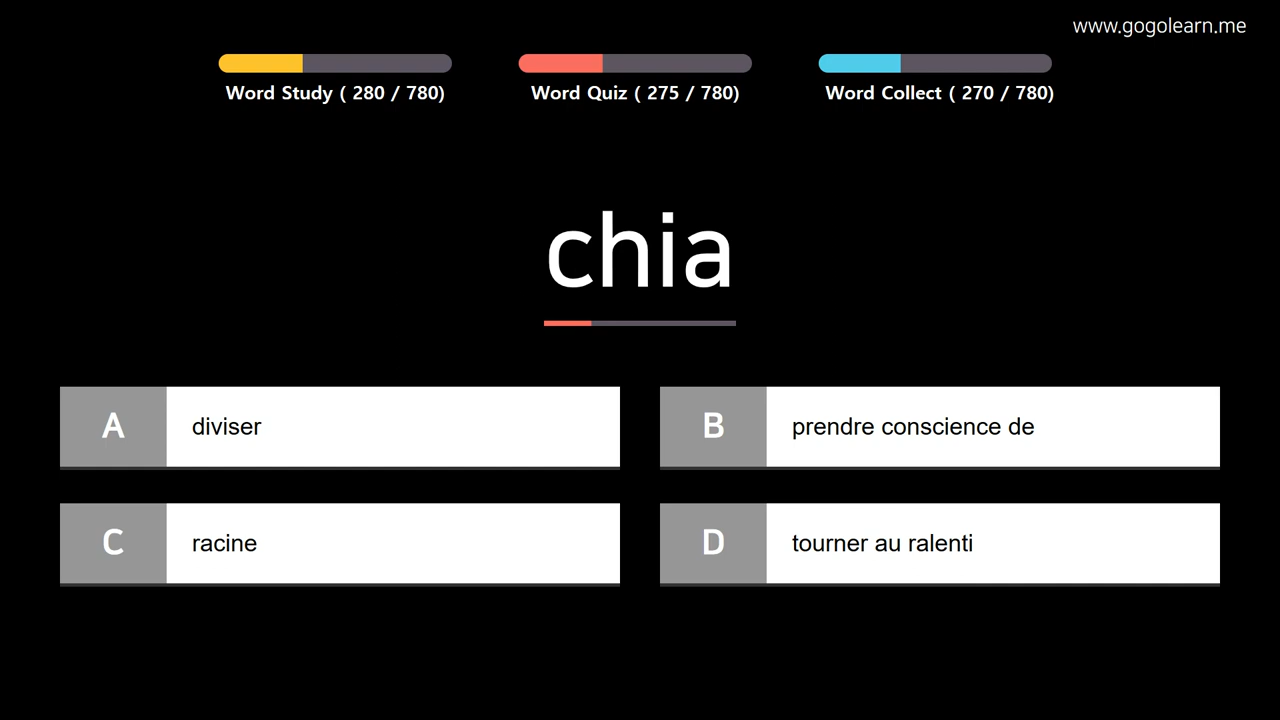 www.gogolearn.me
Word Study ( 280 / 780)
Word Quiz ( 275 / 780)
Word Collect ( 270 / 780)
chia
A diviser
B prendre conscience de
C racine
D tourner au ralenti